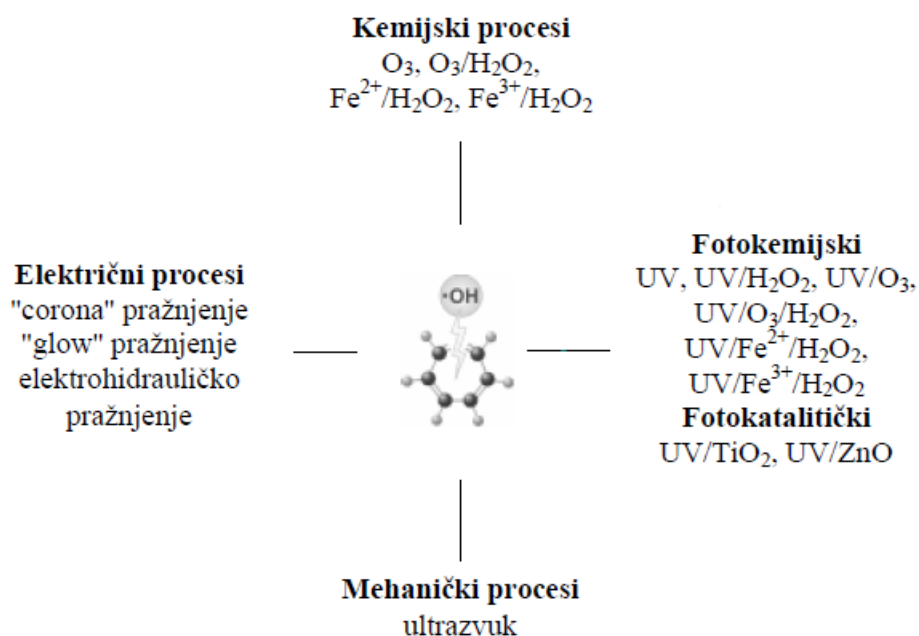 Kemijski procesi
O₃, O₃/H₂O₂,
Fe²⁺/H₂O₂, Fe³⁺/H₂O₂
Električni procesi
"corona" pražnjenje
"glow" pražnjenje
elektrohidrauličko
pražnjenje
·OH
Fotokemijski
UV, UV/H₂O₂, UV/O₃,
UV/O₃/H₂O₂,
UV/Fe²⁺/H₂O₂,
UV/Fe³⁺/H₂O₂
Fotokatalitički
UV/TiO₂, UV/ZnO
Mehanički procesi
ultrazvuk